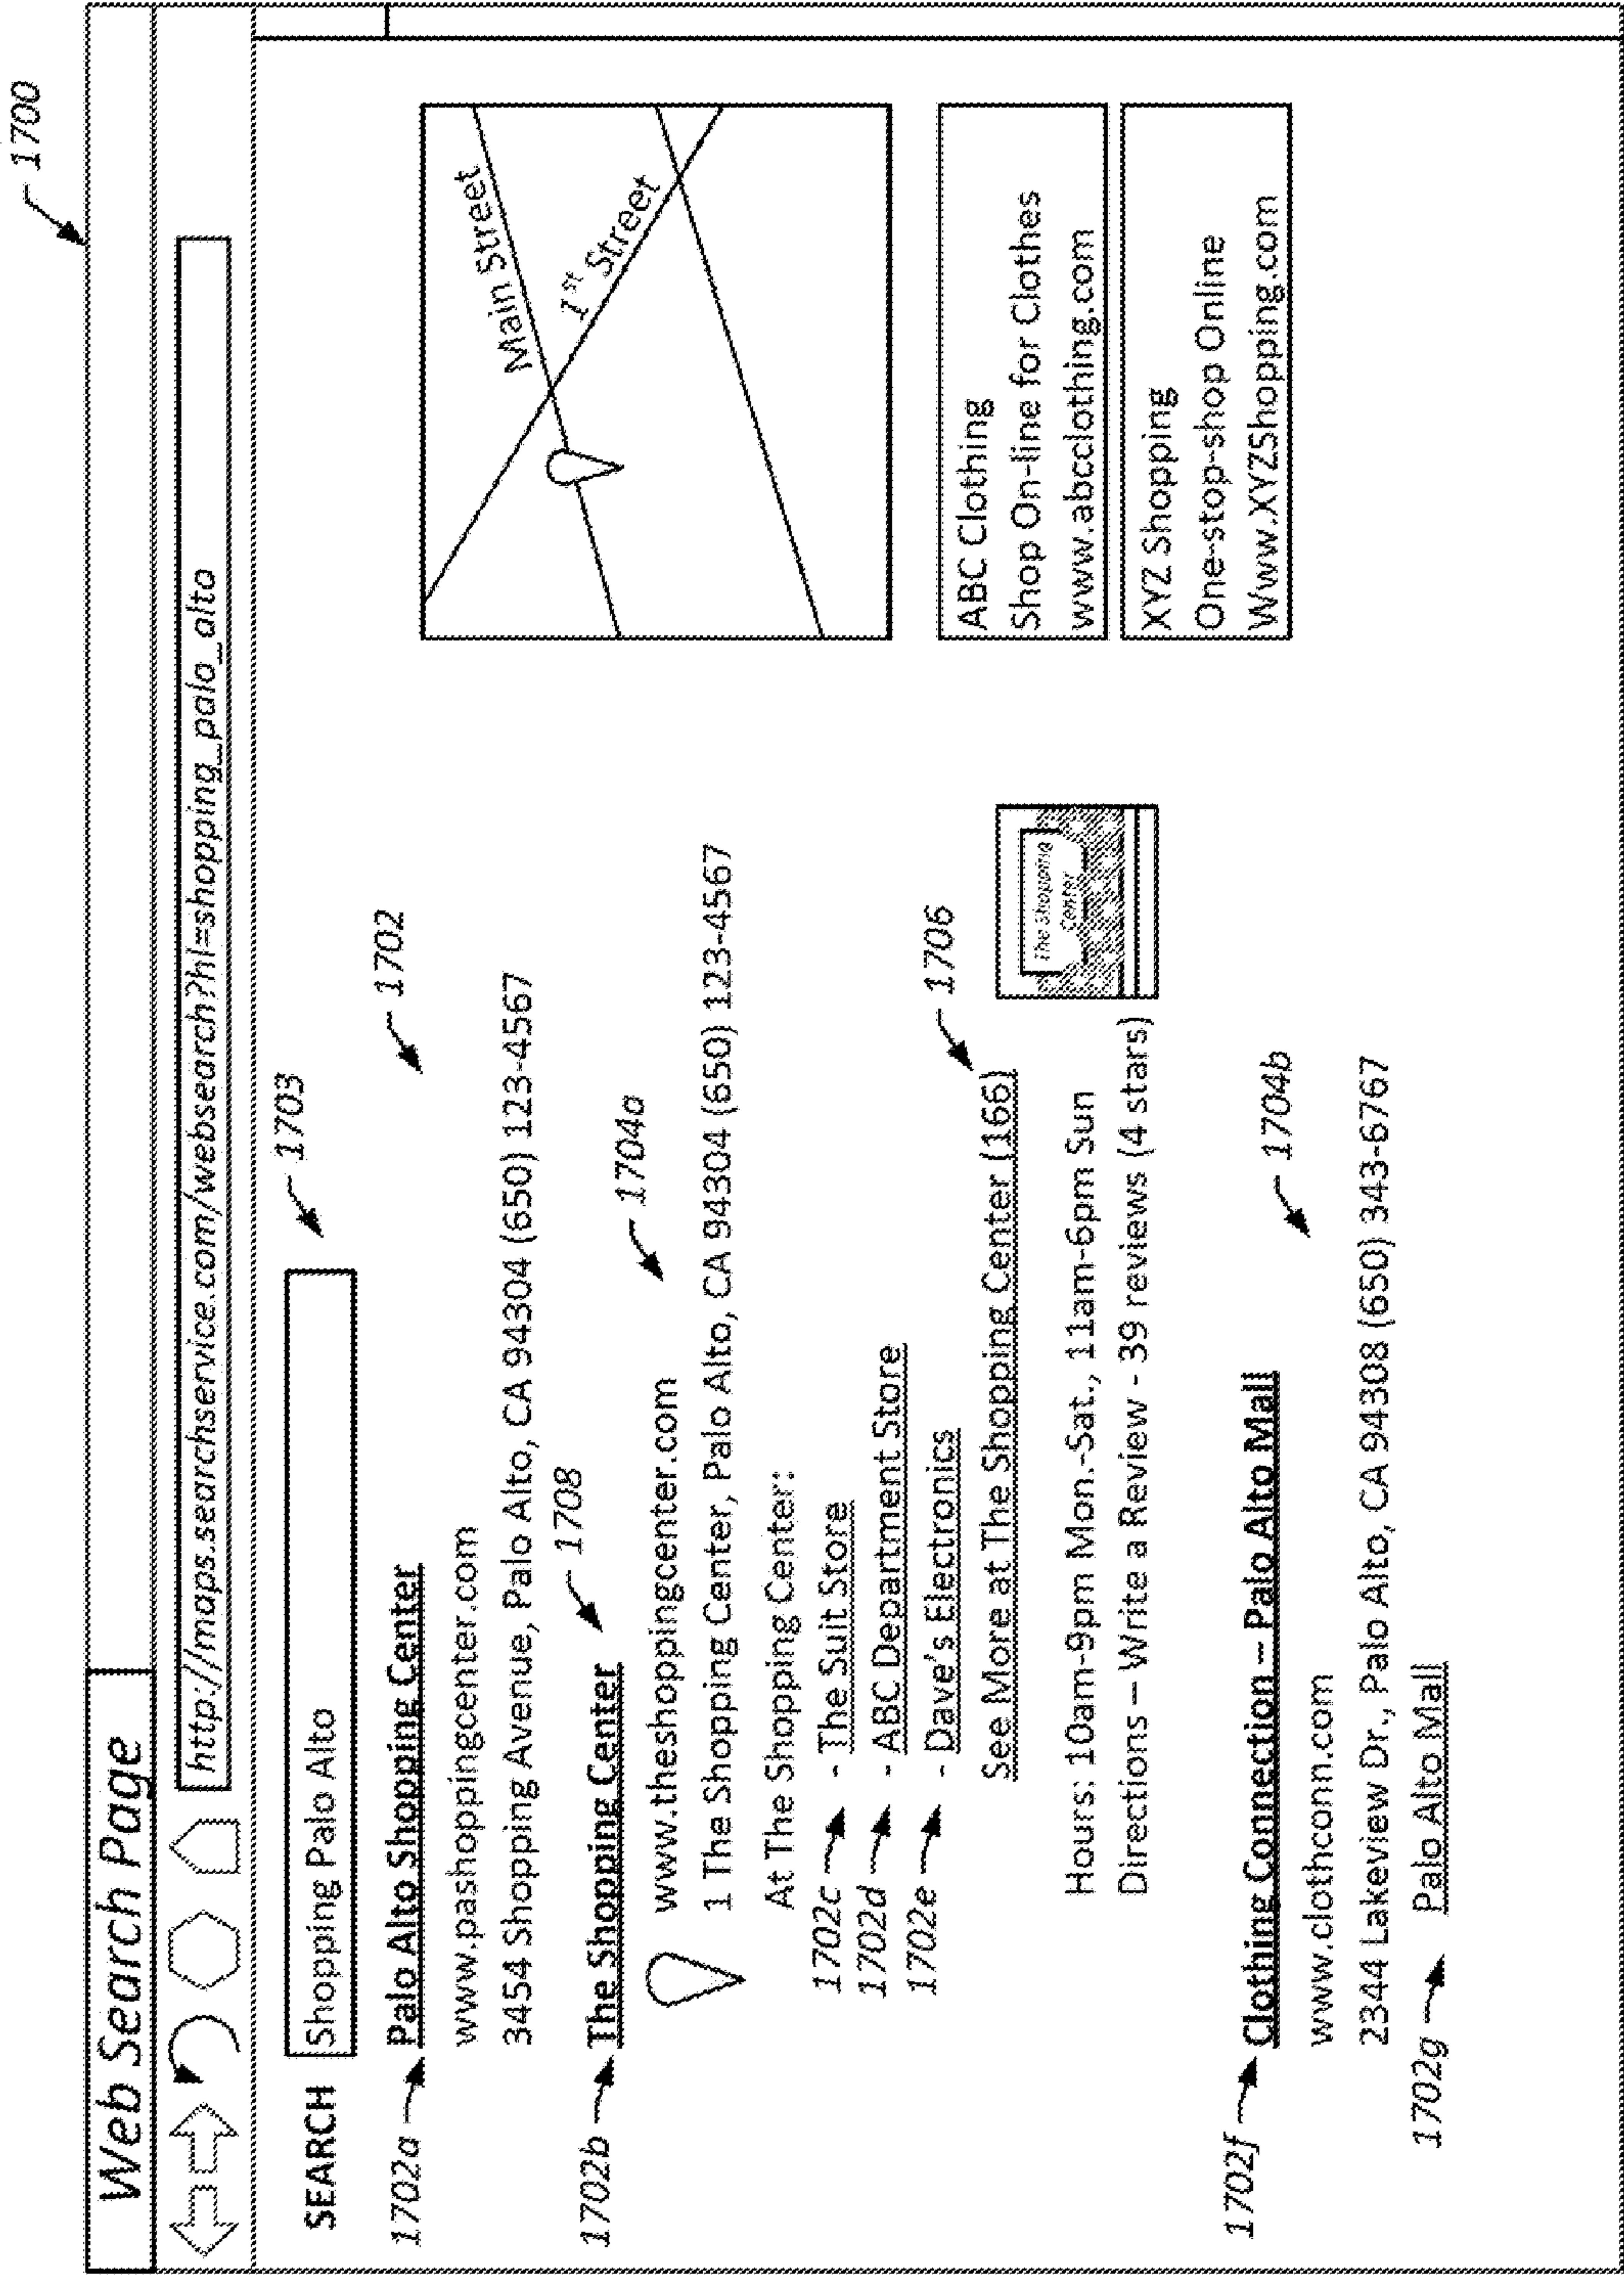 1700
Web Search Page
http://maps.searchservice.com/websearch?hl=shopping_palo_alto
SEARCH
Shopping Palo Alto
1703
1702
1702a
Palo Alto Shopping Center
www.pashoppingcenter.com
3454 Shopping Avenue, Palo Alto, CA 94304 (650) 123-4567
1708
1702b
The Shopping Center
1704a
www.theshoppingcenter.com
1 The Shopping Center, Palo Alto, CA 94304 (650) 123-4567
At The Shopping Center:
1702c
- The Suit Store
1702d
- ABC Department Store
1702e
- Dave's Electronics
1706
See More at The Shopping Center (166)
Hours: 10am-9pm Mon.-Sat., 11am-6pm Sun
Directions – Write a Review - 39 reviews (4 stars)
The Shopping
Center
1702f
Clothing Connection – Palo Alto Mall
1704b
www.clothconn.com
2344 Lakeview Dr., Palo Alto, CA 94308 (650) 343-6767
1702g
Palo Alto Mall
Main Street
1st Street
ABC Clothing
Shop On-line for Clothes
www.abcclothing.com
XYZ Shopping
One-stop-shop Online
Www.XYZShopping.com